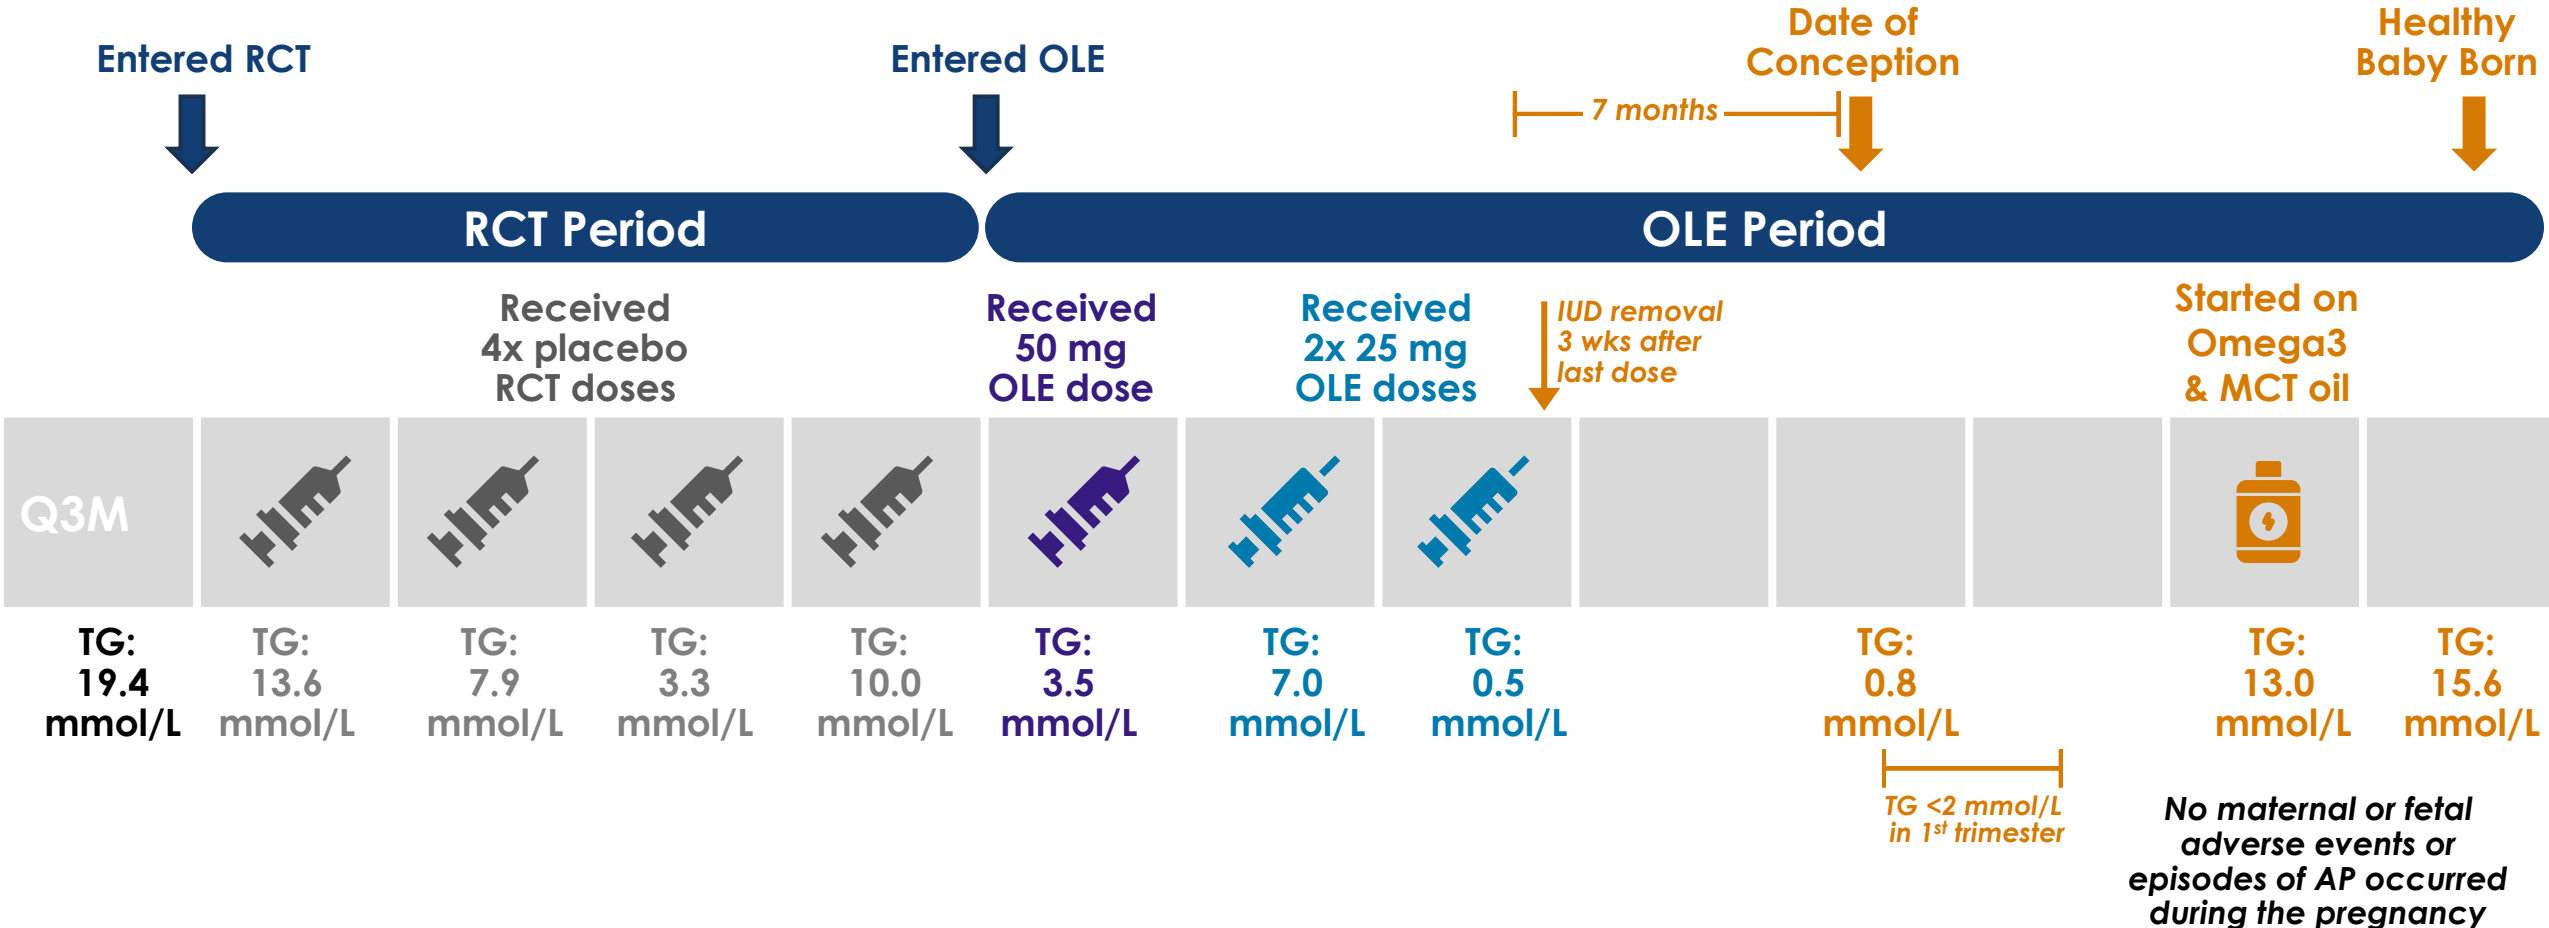 Entered RCT
Entered OLE
Date of
Conception
Healthy
Baby Born
7 months
RCT Period
OLE Period
Received
4x placebo
RCT doses
Received
50 mg
OLE dose
Received
2x 25 mg
OLE doses
IUD removal
3 wks after
last dose
Started on
Omega3
& MCT oil
Q3M
TG:
19.4
mmol/L
TG:
13.6
mmol/L
TG:
7.9
mmol/L
TG:
3.3
mmol/L
TG:
10.0
mmol/L
TG:
3.5
mmol/L
TG:
7.0
mmol/L
TG:
0.5
mmol/L
TG:
0.8
mmol/L
TG:
13.0
mmol/L
TG:
15.6
mmol/L
TG <2 mmol/L
in 1st trimester
No maternal or fetal
adverse events or
episodes of AP occurred
during the pregnancy